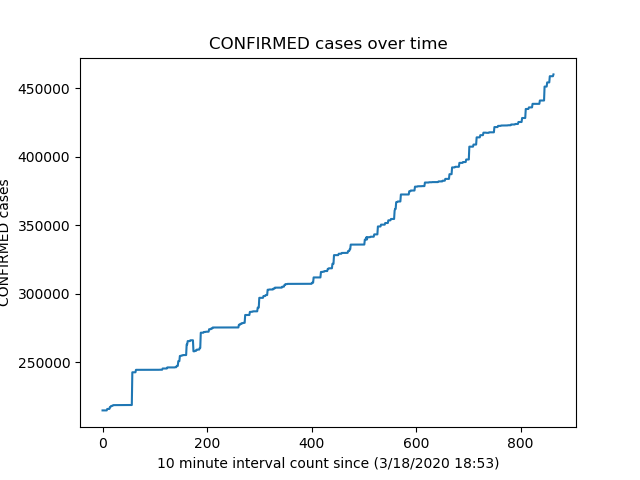 CONFIRMED cases over time
450000
400000
350000
300000
250000
CONFIRMED cases
0 200 400 600 800
10 minute interval count since (3/18/2020 18:53)